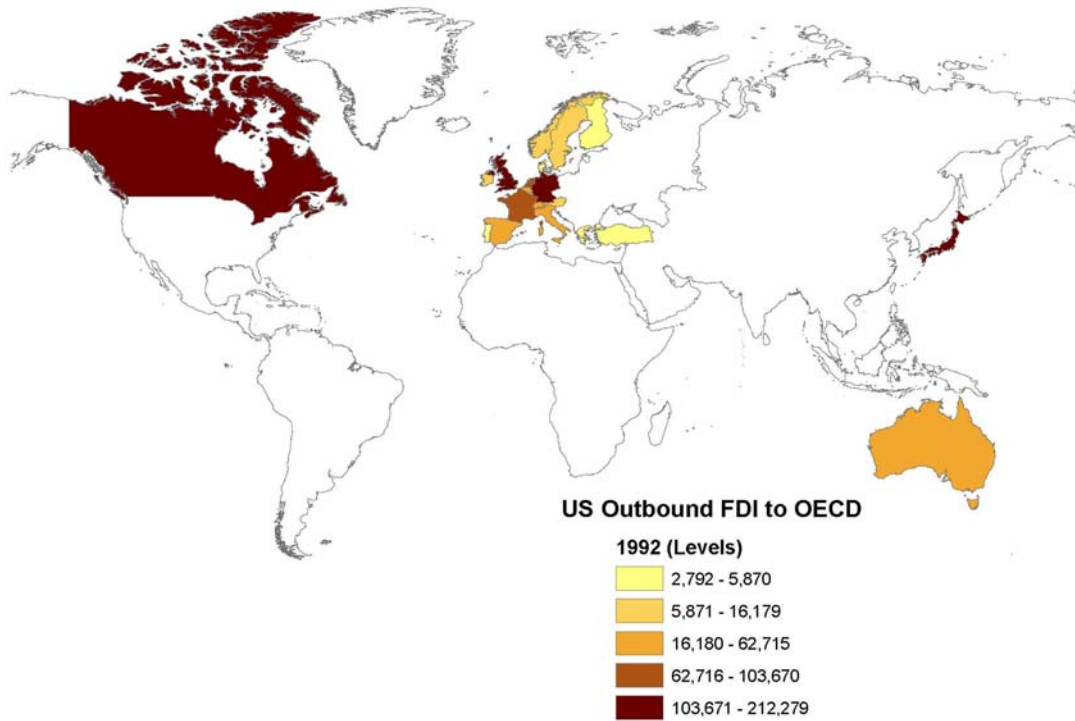 US Outbound FDI to OECD
1992 (Levels)
2,792 - 5,870
5,871 - 16,179
16,180 - 62,715
62,716 - 103,670
103,671 - 212,279